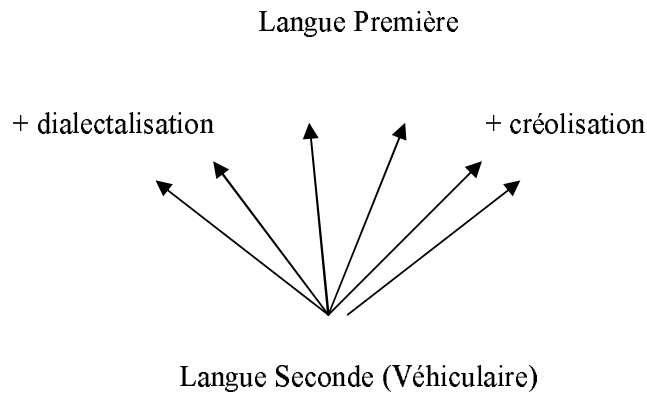 Langue Première
+ dialectalisation + créolisation
Langue Seconde (Véhiculaire)